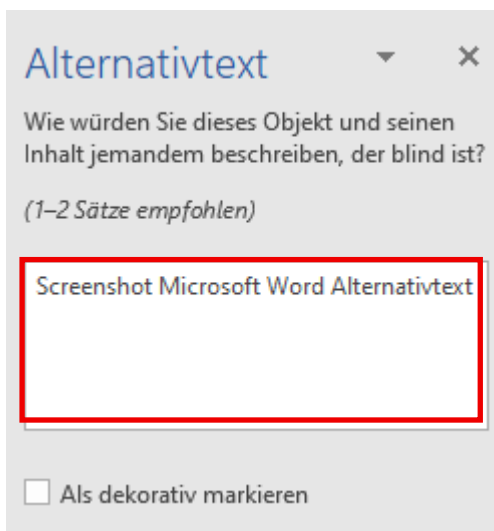 Alternativtext
Wie würden Sie dieses Objekt und seinen
Inhalt jemandem beschreiben, der blind ist?
(1–2 Sätze empfohlen)
Screenshot Microsoft Word Alternativtext
Als dekorativ markieren